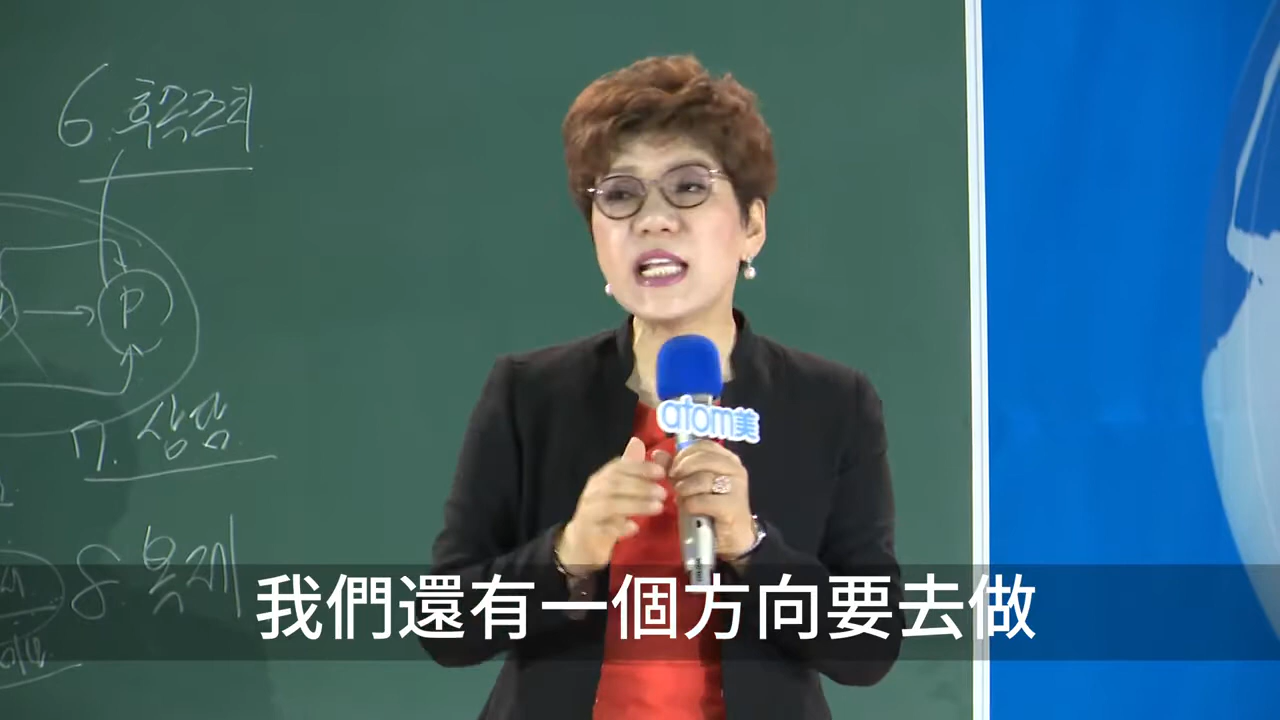 6. 후속조치
P
7. 상담
8. 복제
atom美
我們還有一個方向要去做